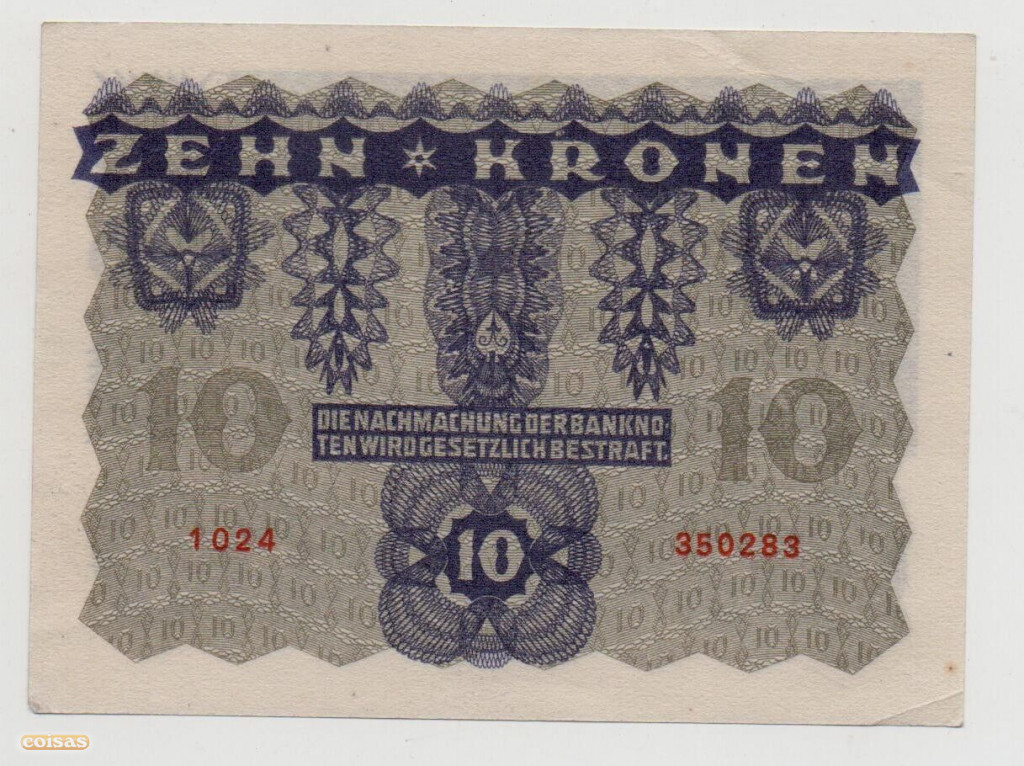 ZEHN * KRONEN
10 10
DIE NACHMACHUNG DER BANKNO-
TEN WIRD GESETZLICH BESTRAFT.
1024 350283
10
coisas